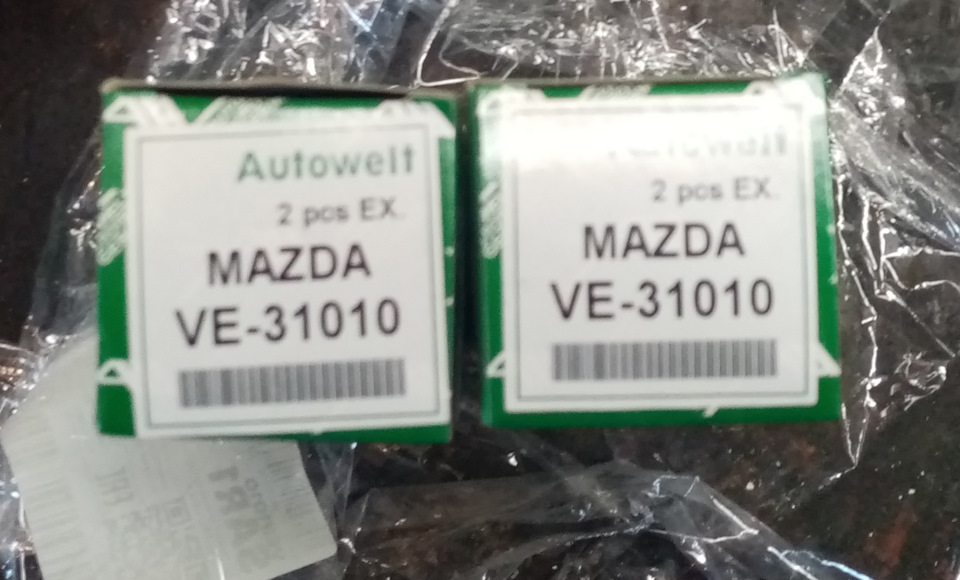 Autowelt
2 pcs EX.
MAZDA
VE-31010
2 pcs EX.
MAZDA
VE-31010